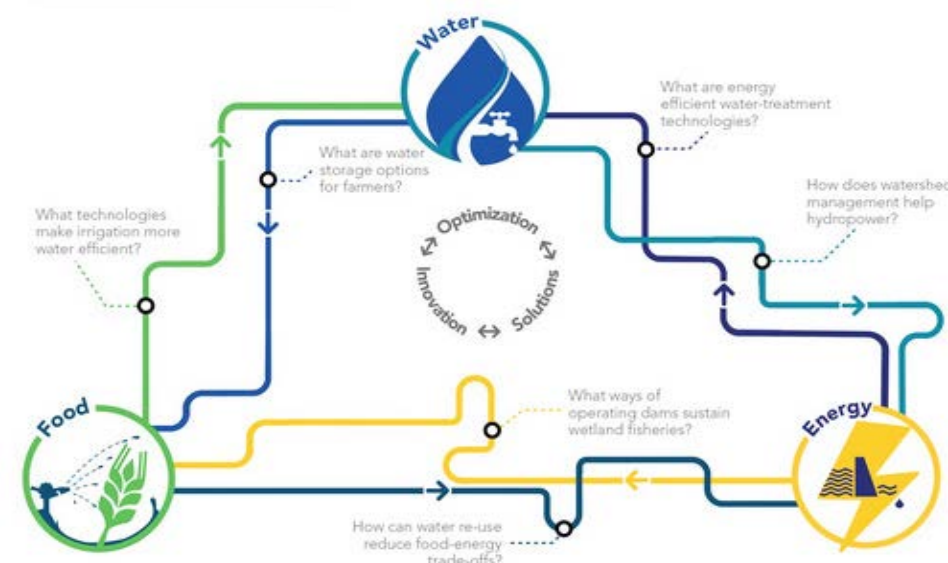 Water
What are energy
efficient water-treatment
technologies?
What are water
storage options
for farmers?
How does watershed
management help
hydropower?
What technologies
make irrigation more
water efficient?
Optimization
Innovation
Solutions
Food
What ways of
operating dams sustain
wetland fisheries?
Energy
How can water re-use
reduce food-energy
trade-offs?